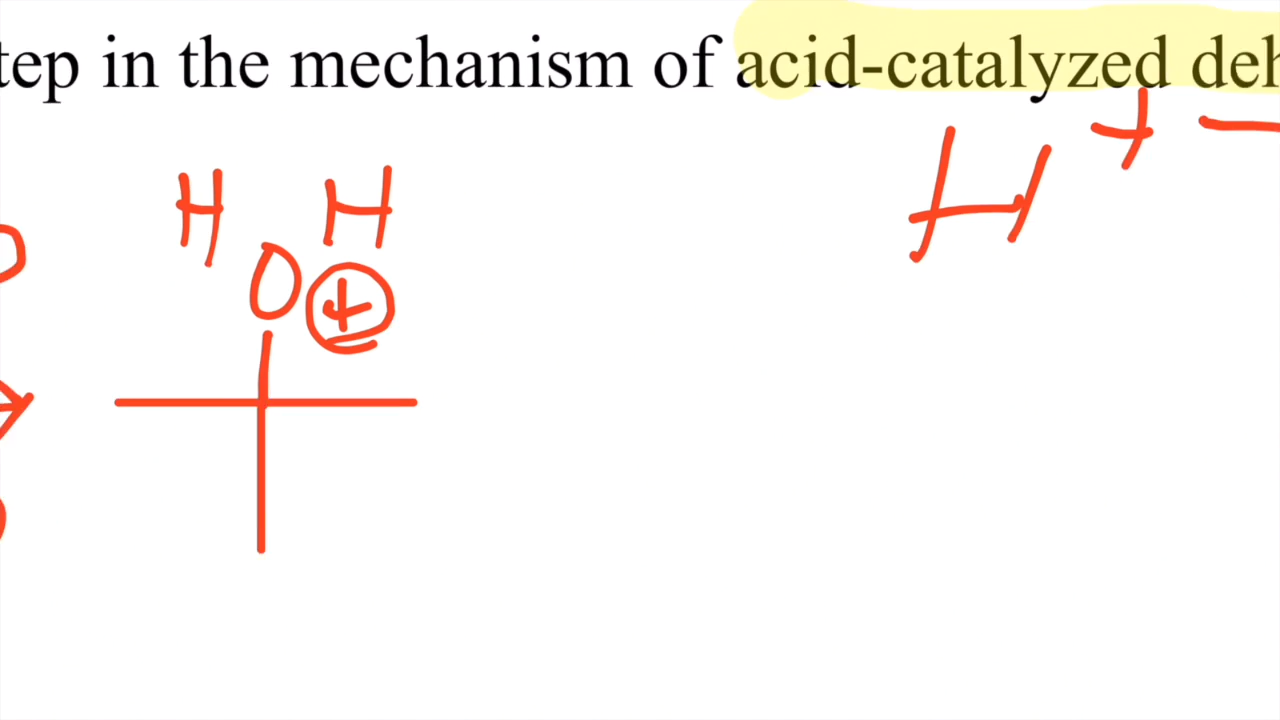 tep in the mechanism of acid-catalyzed deh
H+ -
H H
O +